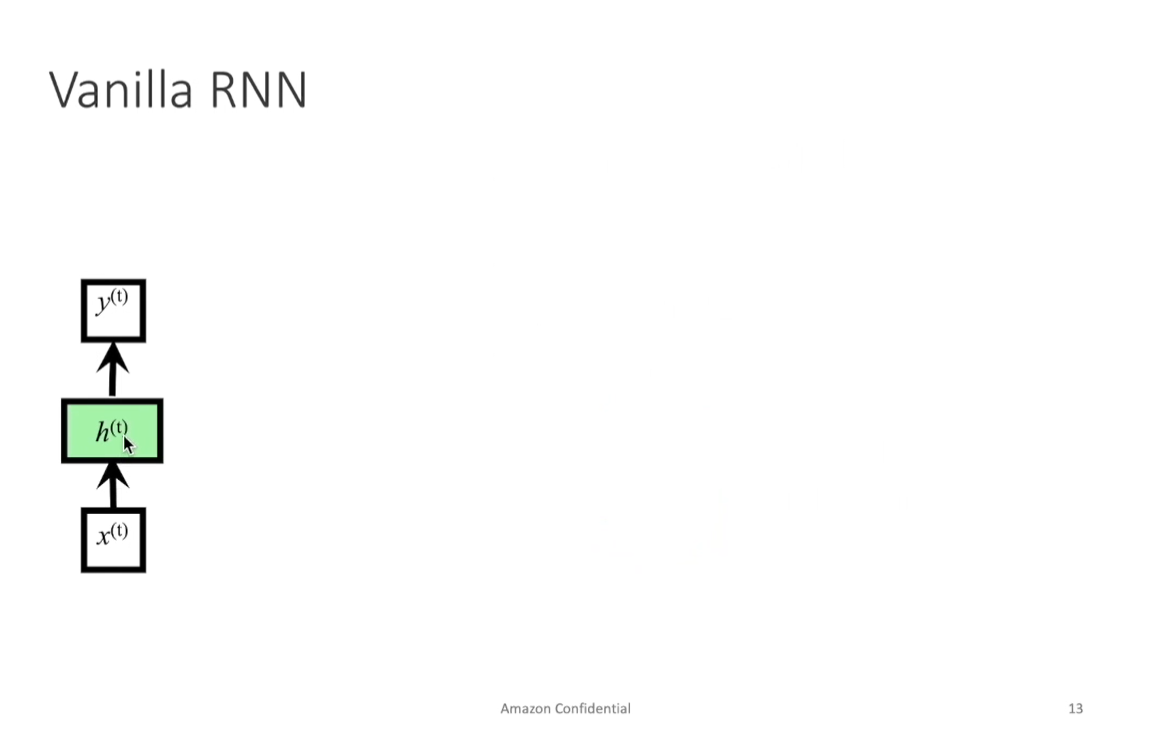 Vanilla RNN
y(t)
h(t)
x(t)
Amazon Confidential
13